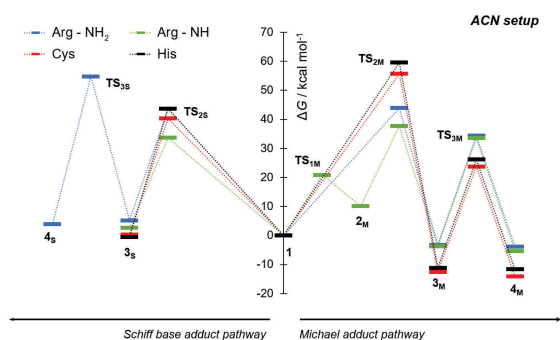 Arg - NH₂
Arg - NH
ACN setup
Cys
His
70
60
50
40
30
20
10
0
-10
-20
ΔG / kcal mol⁻¹
TS₃S
TS₂S
TS₂M
TS₁M
TS₃M
4S
3S
1
2M
3M
4M
Schiff base adduct pathway
Michael adduct pathway